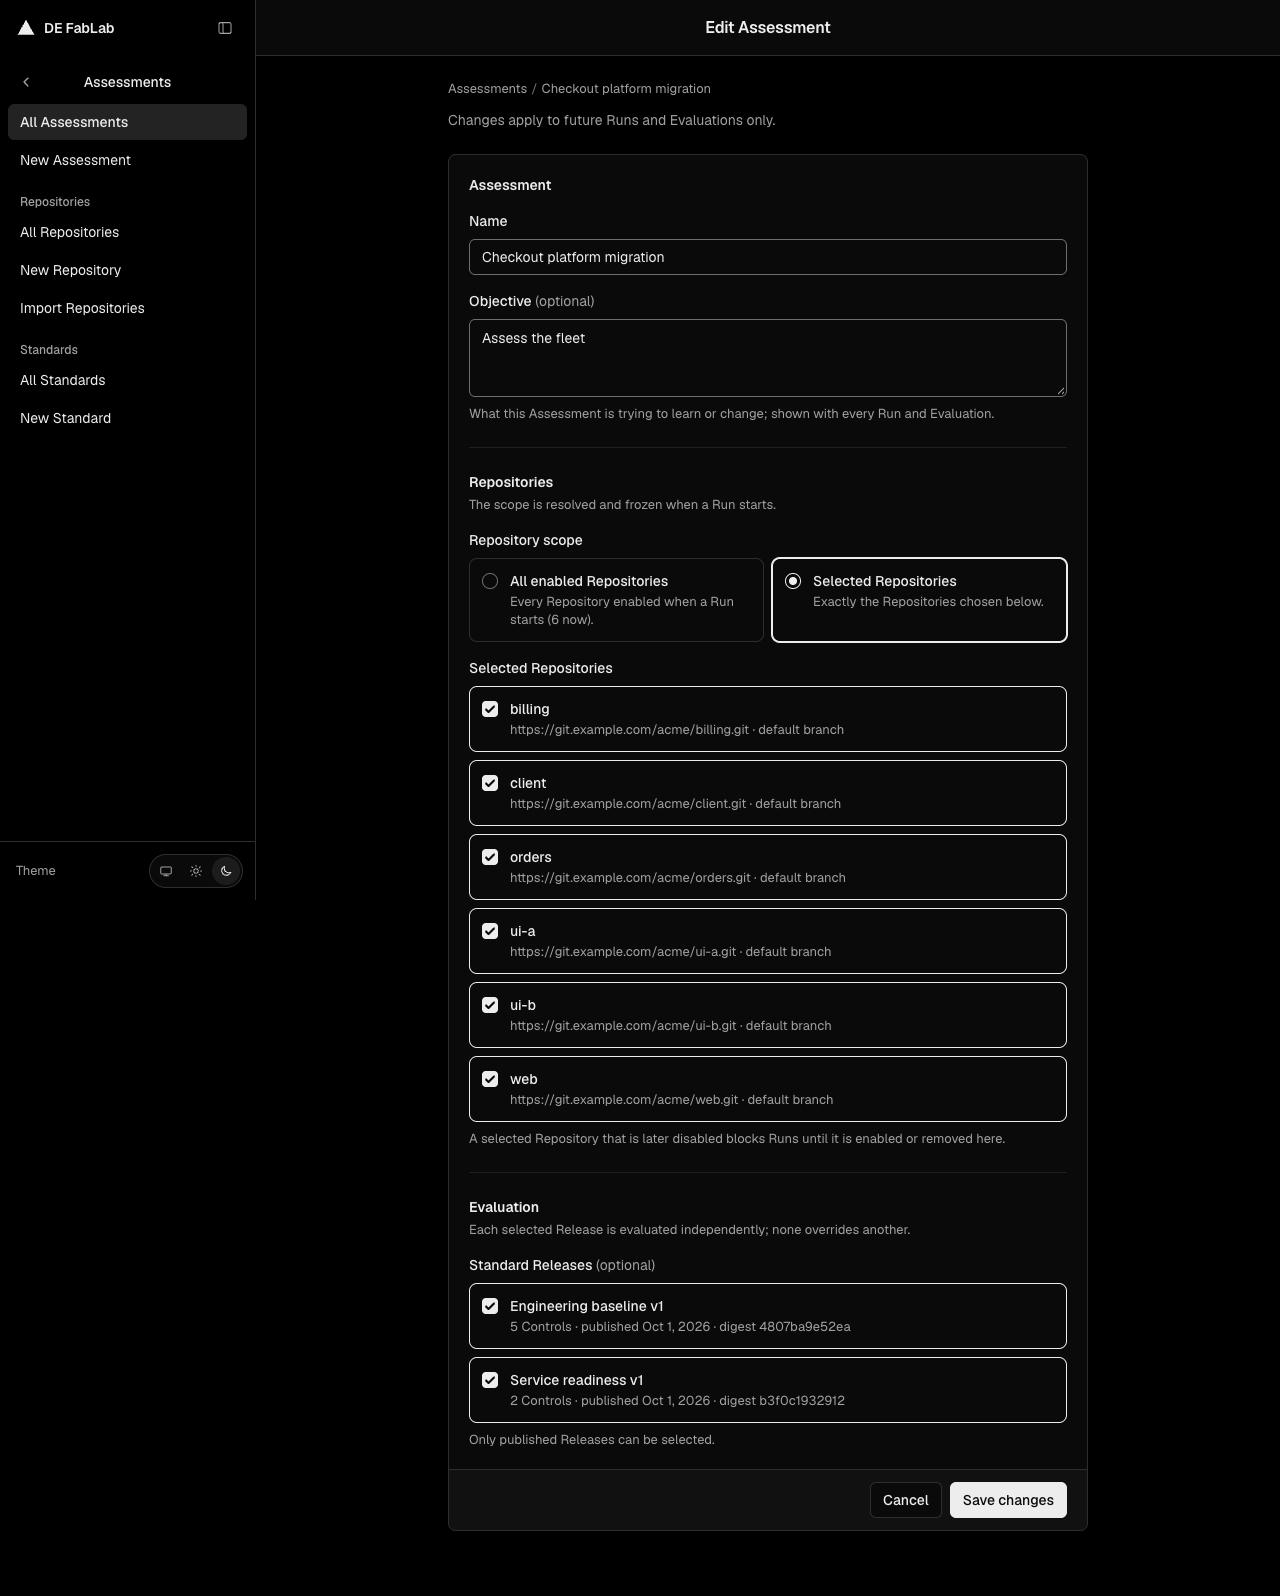 DE FabLab
Assessments
All Assessments
New Assessment
Repositories
All Repositories
New Repository
Import Repositories
Standards
All Standards
New Standard
Theme
Edit Assessment
Assessments / Checkout platform migration
Changes apply to future Runs and Evaluations only.
Assessment
Name
Checkout platform migration
Objective (optional)
Assess the fleet
What this Assessment is trying to learn or change; shown with every Run and Evaluation.
Repositories
The scope is resolved and frozen when a Run starts.
Repository scope
All enabled Repositories
Every Repository enabled when a Run
starts (6 now).
Selected Repositories
Exactly the Repositories chosen below.
Selected Repositories
billing
https://git.example.com/acme/billing.git · default branch
client
https://git.example.com/acme/client.git · default branch
orders
https://git.example.com/acme/orders.git · default branch
ui-a
https://git.example.com/acme/ui-a.git · default branch
ui-b
https://git.example.com/acme/ui-b.git · default branch
web
https://git.example.com/acme/web.git · default branch
A selected Repository that is later disabled blocks Runs until it is enabled or removed here.
Evaluation
Each selected Release is evaluated independently; none overrides another.
Standard Releases (optional)
Engineering baseline v1
5 Controls · published Oct 1, 2026 · digest 4807ba9e52ea
Service readiness v1
2 Controls · published Oct 1, 2026 · digest b3f0c1932912
Only published Releases can be selected.
Cancel
Save changes